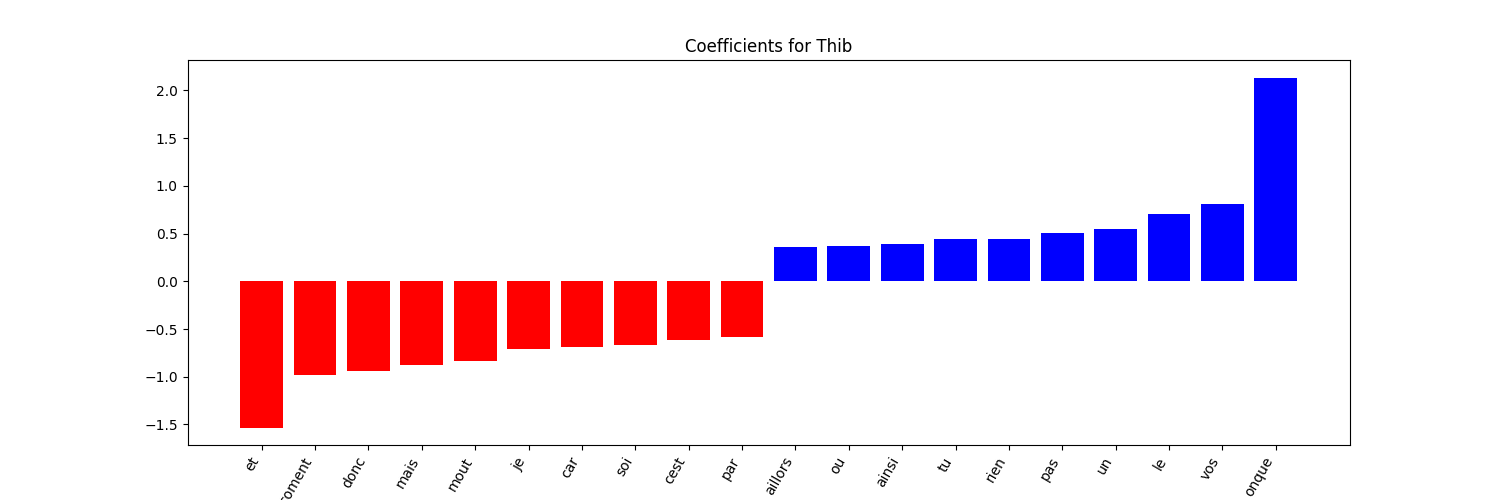 Coefficients for Thib
2.0
1.5
1.0
0.5
0.0
−0.5
−1.0
−1.5
et
donc
mais
mout
je
car
soi
cest
par
aillors
ou
ainsi
tu
rien
pas
un
le
vos
onque